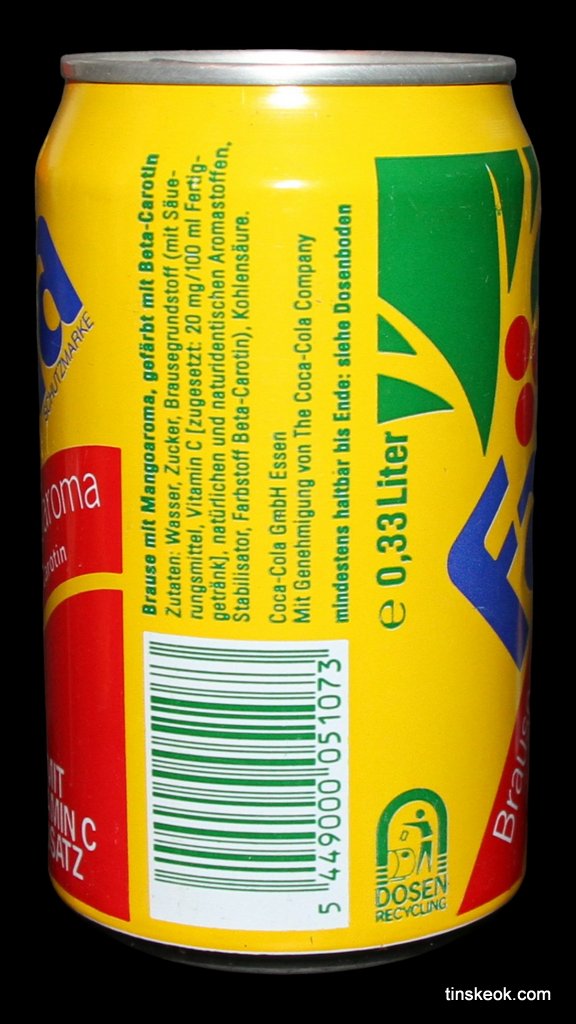 SCHUTZMARKE
aroma
Carotin
MIN C
SATZ
Brause mit Mangoaroma, gefärbt mit Beta-Carotin
Zutaten: Wasser, Zucker, Brausegrundstoff (mit Säue-
rungsmittel, Vitamin C [zugesetzt: 20 mg/100 ml Fertig-
getränk], natürlichen und naturidentischen Aromastoffen,
Stabilisator, Farbstoff Beta-Carotin), Kohlensäure.
Coca-Cola GmbH Essen
Mit Genehmigung von The Coca-Cola Company
mindestens haltbar bis Ende: siehe Dosenboden
e 0,33 Liter
5 449000 051073
DOSEN
RECYCLING
Fa
Braus
tinskeok.com